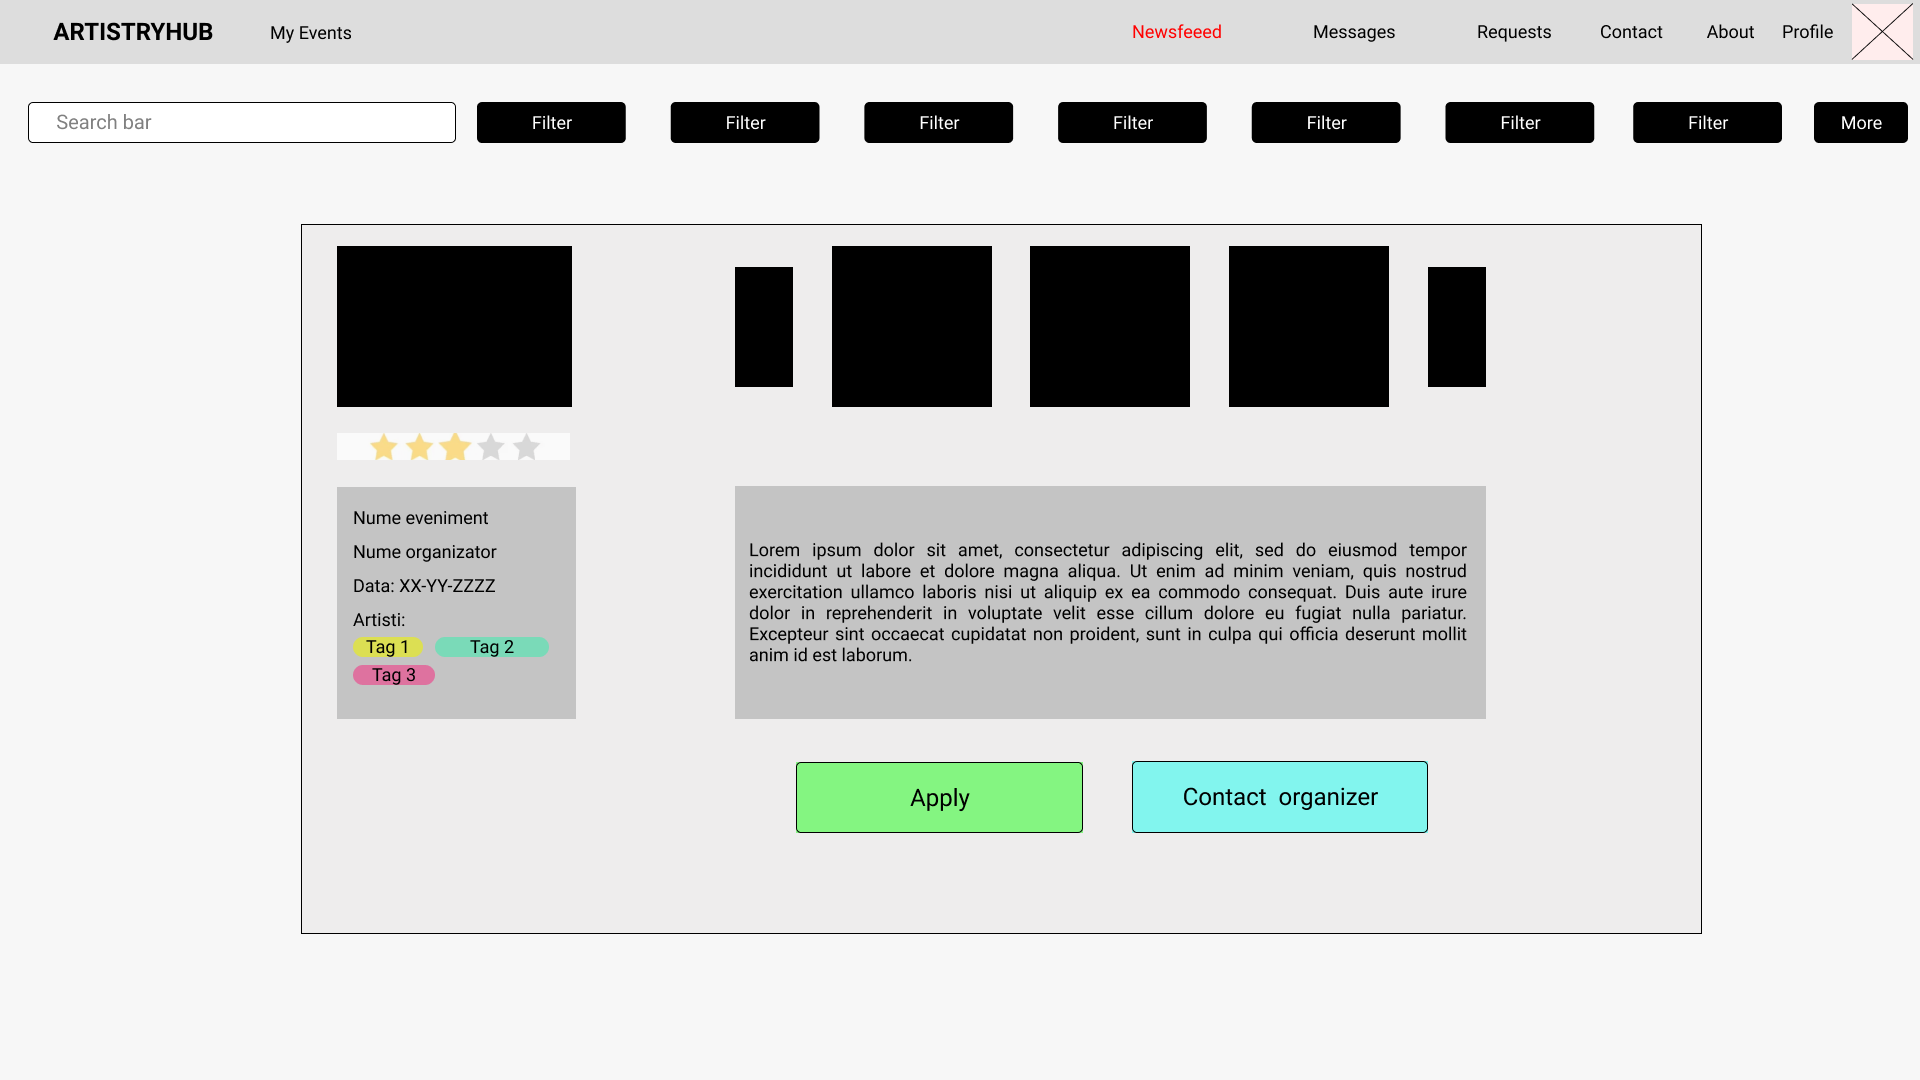 ARTISTRYHUB My Events Newsfeeed Messages Requests Contact About Profile
Search bar Filter Filter Filter Filter Filter Filter Filter More
Nume eveniment
Nume organizator
Data: XX-YY-ZZZZ
Artisti:
Tag 1 Tag 2
Tag 3
Lorem ipsum dolor sit amet, consectetur adipiscing elit, sed do eiusmod tempor
incididunt ut labore et dolore magna aliqua. Ut enim ad minim veniam, quis nostrud
exercitation ullamco laboris nisi ut aliquip ex ea commodo consequat. Duis aute irure
dolor in reprehenderit in voluptate velit esse cillum dolore eu fugiat nulla pariatur.
Excepteur sint occaecat cupidatat non proident, sunt in culpa qui officia deserunt mollit
anim id est laborum.
Apply Contact organizer